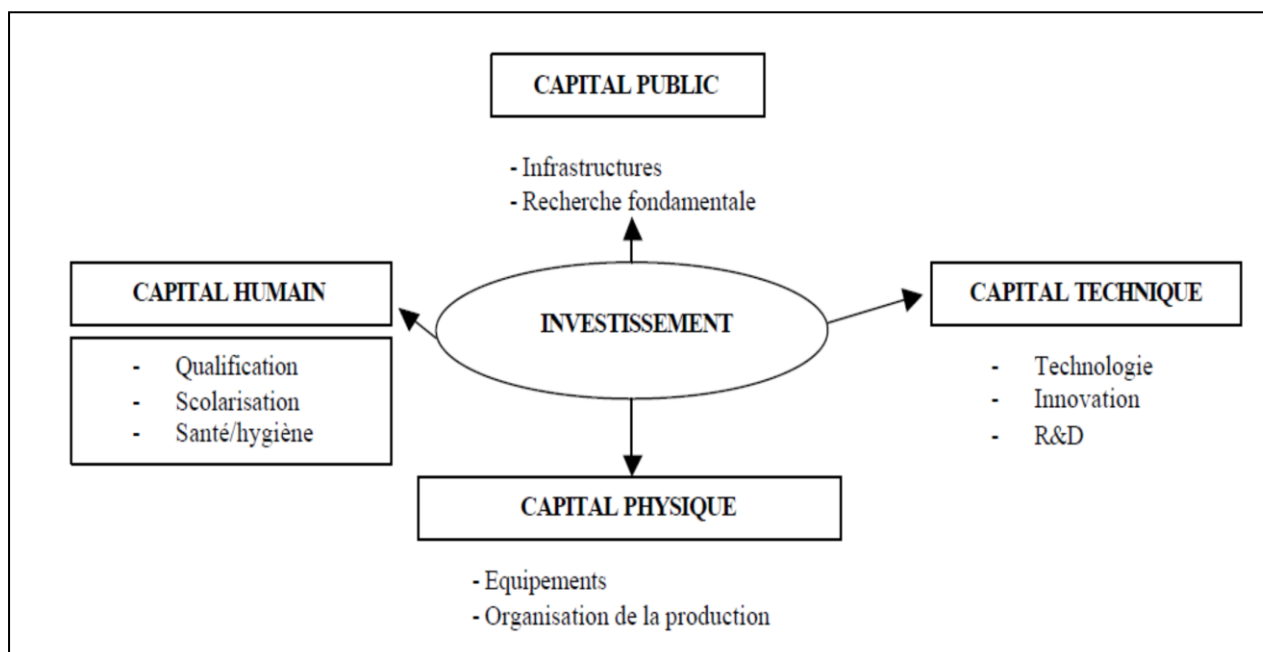 CAPITAL PUBLIC
- Infrastructures
- Recherche fondamentale
CAPITAL HUMAIN
- Qualification
- Scolarisation
- Santé/hygiène
INVESTISSEMENT
CAPITAL TECHNIQUE
- Technologie
- Innovation
- R&D
CAPITAL PHYSIQUE
- Equipements
- Organisation de la production